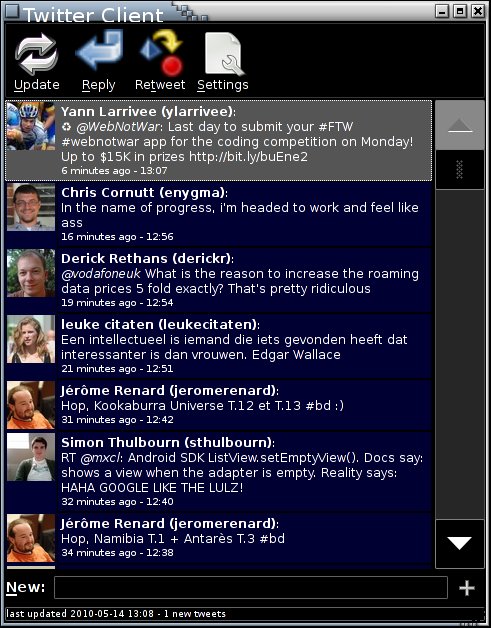 Twitter Client
Update Reply Retweet Settings
Yann Larrivee (ylarrivee):
♻ @WebNotWar: Last day to submit your #FTW
#webnotwar app for the coding competition on Monday!
Up to $15K in prizes http://bit.ly/buEne2
6 minutes ago - 13:07
Chris Cornutt (enygma):
In the name of progress, i'm headed to work and feel like
ass
16 minutes ago - 12:56
Derick Rethans (derickr):
@vodafoneuk What is the reason to increase the roaming
data prices 5 fold exactly? That's pretty ridiculous
19 minutes ago - 12:54
leuke citaten (leukecitaten):
Een intellectueel is iemand die iets gevonden heeft dat
interessanter is dan vrouwen. Edgar Wallace
21 minutes ago - 12:51
Jérôme Renard (jeromerenard):
Hop, Kookaburra Universe T.12 et T.13 #bd :)
31 minutes ago - 12:42
Simon Thulbourn (sthulbourn):
RT @mxcl: Android SDK ListView.setEmptyView(). Docs say:
shows a view when the adapter is empty. Reality says:
HAHA GOOGLE LIKE THE LULZ!
32 minutes ago - 12:40
Jérôme Renard (jeromerenard):
Hop, Namibia T.1 + Antarès T.3 #bd
34 minutes ago - 12:38
New:
last updated 2010-05-14 13:08 - 1 new tweets